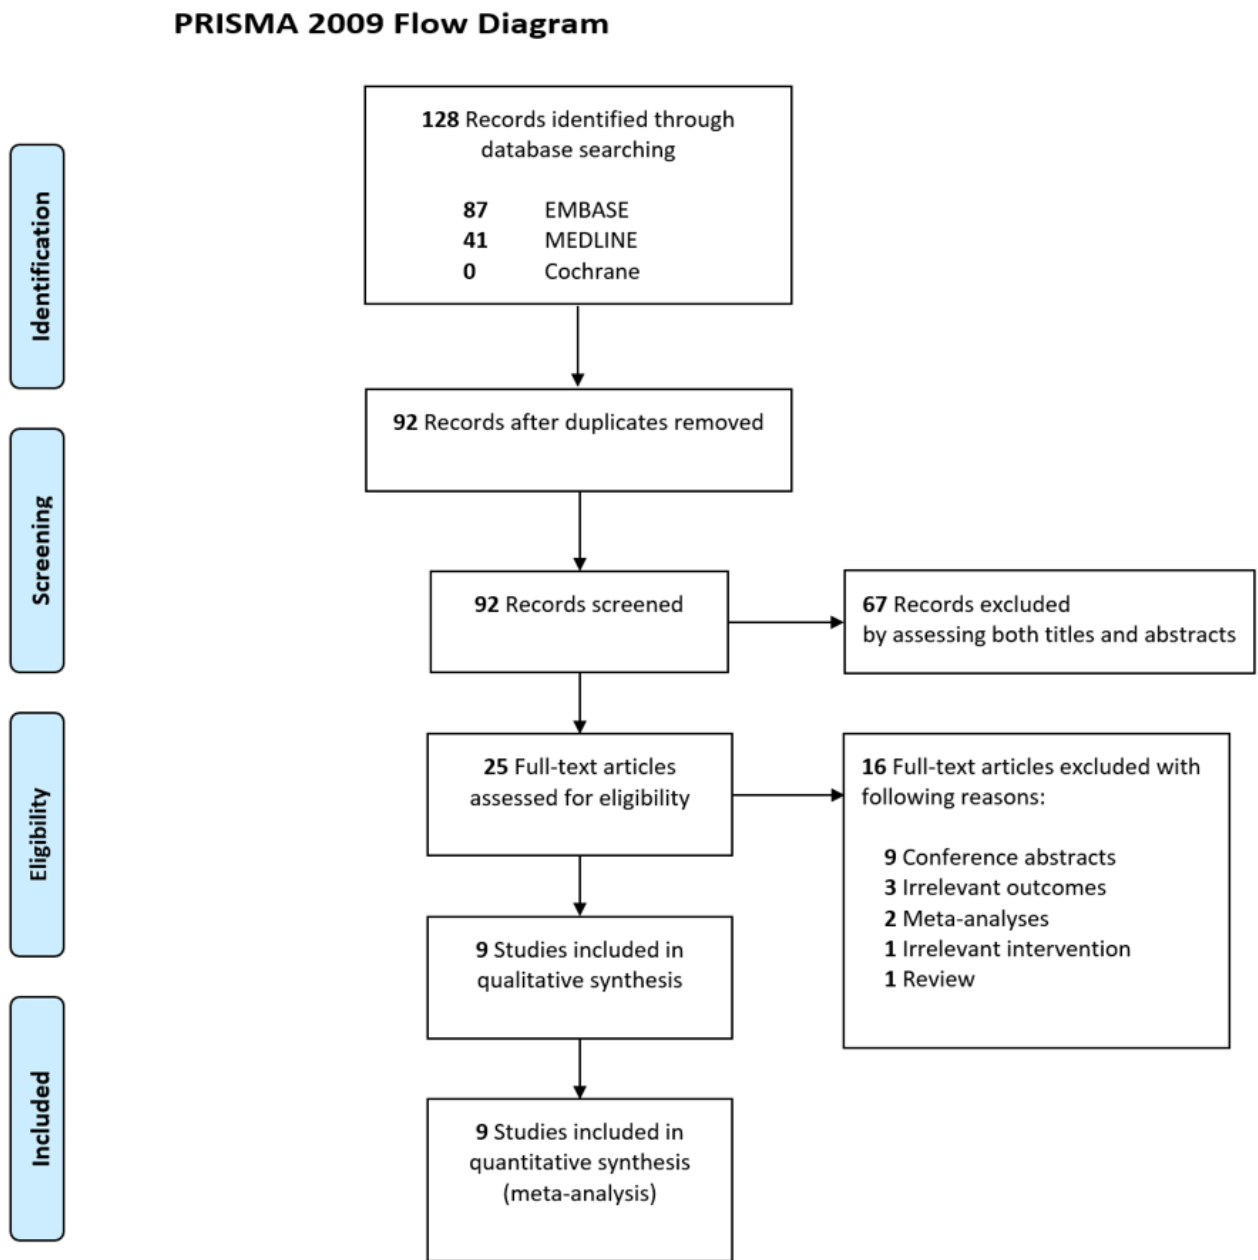 PRISMA 2009 Flow Diagram
Identification
128 Records identified through
database searching
87 EMBASE
41 MEDLINE
0 Cochrane
92 Records after duplicates removed
Screening
92 Records screened
67 Records excluded
by assessing both titles and abstracts
Eligibility
25 Full-text articles
assessed for eligibility
16 Full-text articles excluded with
following reasons:
9 Conference abstracts
3 Irrelevant outcomes
2 Meta-analyses
1 Irrelevant intervention
1 Review
9 Studies included in
qualitative synthesis
Included
9 Studies included in
quantitative synthesis
(meta-analysis)